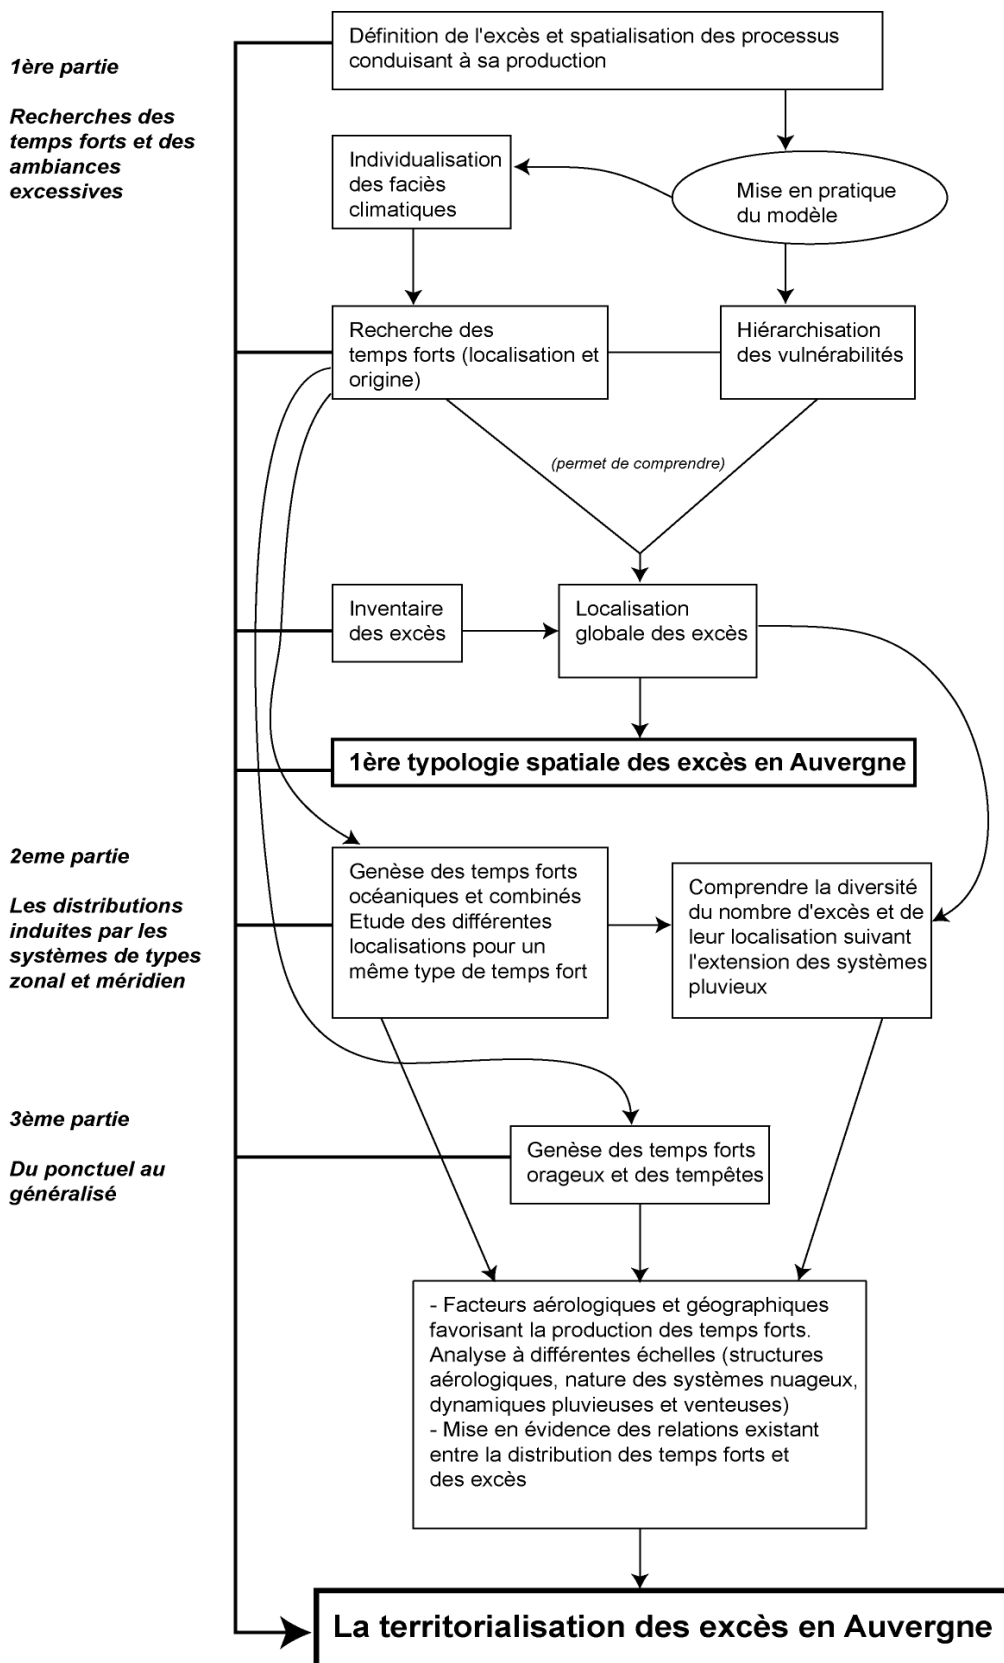 Définition de l'excès et spatialisation des processus
conduisant à sa production
1ère partie
Recherches des
temps forts et des
ambiances
excessives
Individualisation
des faciès
climatiques
Mise en pratique
du modèle
Recherche des
temps forts (localisation et
origine)
Hiérarchisation
des vulnérabilités
(permet de comprendre)
Inventaire
des excès
Localisation
globale des excès
1ère typologie spatiale des excès en Auvergne
2eme partie
Les distributions
induites par les
systèmes de types
zonal et méridien
Genèse des temps forts
océaniques et combinés
Etude des différentes
localisations pour un
même type de temps fort
Comprendre la diversité
du nombre d'excès et de
leur localisation suivant
l'extension des systèmes
pluvieux
3ème partie
Du ponctuel au
généralisé
Genèse des temps forts
orageux et des tempêtes
- Facteurs aérologiques et géographiques
favorisant la production des temps forts.
Analyse à différentes échelles (structures
aérologiques, nature des systèmes nuageux,
dynamiques pluvieuses et venteuses)
- Mise en évidence des relations existant
entre la distribution des temps forts et
des excès
La territorialisation des excès en Auvergne